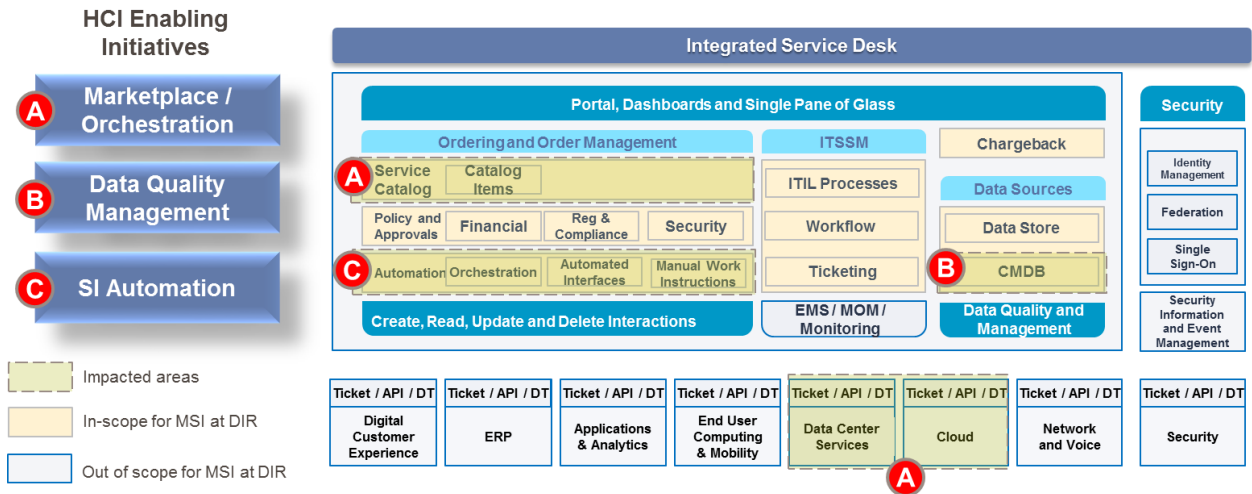 HCI Enabling
Initiatives
A
Marketplace /
Orchestration
B
Data Quality
Management
C
SI Automation
Impacted areas
In-scope for MSI at DIR
Out of scope for MSI at DIR
Integrated Service Desk
Portal, Dashboards and Single Pane of Glass
Ordering and Order Management
A
Service
Catalog
Catalog
Items
Policy and
Approvals
Financial
Reg &
Compliance
Security
C
Automation
Orchestration
Automated
Interfaces
Manual Work
Instructions
Create, Read, Update and Delete Interactions
ITSSM
ITIL Processes
Workflow
Ticketing
EMS / MOM /
Monitoring
Chargeback
Data Sources
Data Store
B
CMDB
Data Quality and
Management
Security
Identity
Management
Federation
Single
Sign-On
Security
Information
and Event
Management
Ticket / API / DT
Digital
Customer
Experience
Ticket / API / DT
ERP
Ticket / API / DT
Applications
& Analytics
Ticket / API / DT
End User
Computing
& Mobility
Ticket / API / DT
Data Center
Services
Ticket / API / DT
Cloud
A
Ticket / API / DT
Network
and Voice
Ticket / API / DT
Security